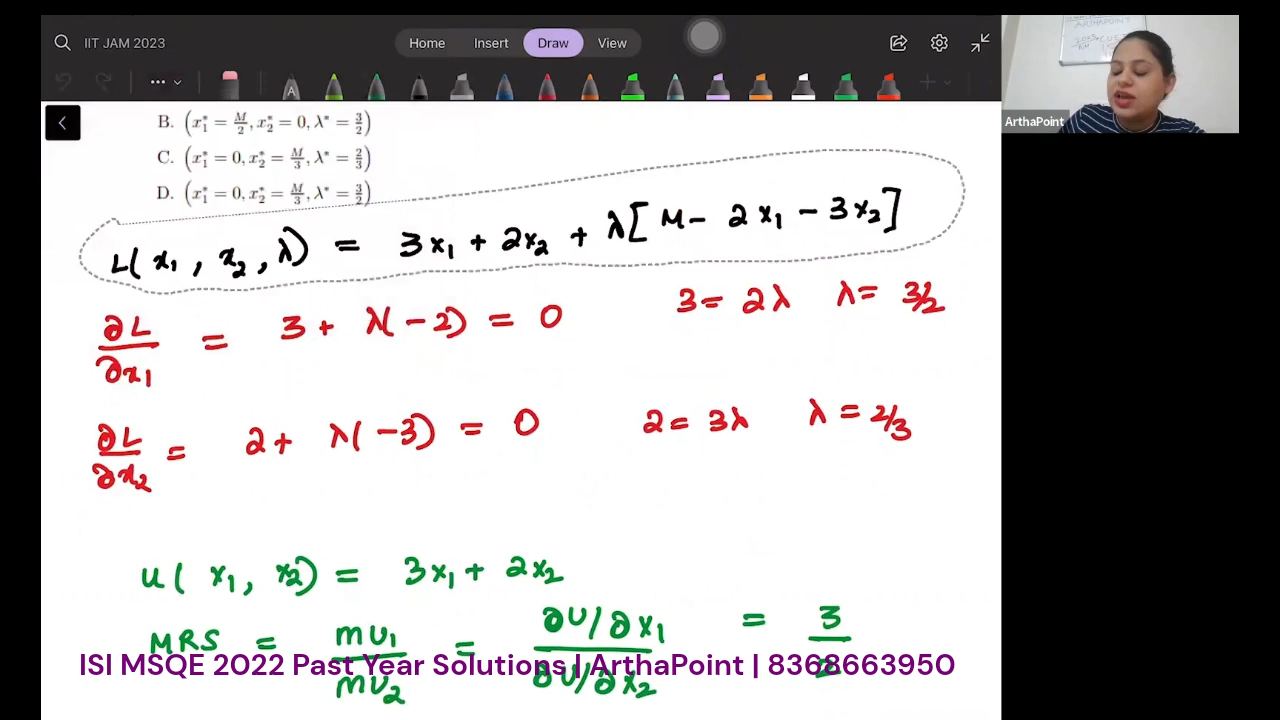 IIT JAM 2023
Home Insert Draw View
ArthaPoint
B. (x₁* = M/2, x₂* = 0, λ* = 3/2)
C. (x₁* = 0, x₂* = M/3, λ* = 2/3)
D. (x₁* = 0, x₂* = M/3, λ* = 3/2)
L(x₁, x₂, λ) = 3x₁ + 2x₂ + λ[M - 2x₁ - 3x₂]
∂L/∂x₁ = 3 + λ(-2) = 0 3 = 2λ λ = 3/2
∂L/∂x₂ = 2 + λ(-3) = 0 2 = 3λ λ = 2/3
u(x₁, x₂) = 3x₁ + 2x₂
MRS = MU₁/MU₂ = ∂U/∂x₁ / ∂U/∂x₂ = 3/2
ISI MSQE 2022 Past Year Solutions | ArthaPoint | 8368663950